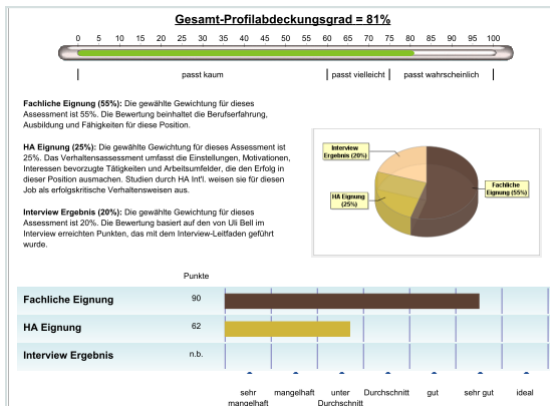 Gesamt-Profilabdeckungsgrad = 81%
0 5 10 15 20 25 30 35 40 45 50 55 60 65 70 75 80 85 90 95 100
passt kaum passt vielleicht passt wahrscheinlich
Fachliche Eignung (55%): Die gewählte Gewichtung für dieses
Assessment ist 55%. Die Bewertung beinhaltet die Berufserfahrung,
Ausbildung und Fähigkeiten für diese Position.
HA Eignung (25%): Die gewählte Gewichtung für dieses Assessment ist
25%. Das Verhaltensassessment umfasst die Einstellungen, Motivationen,
Interessen bevorzugte Tätigkeiten und Arbeitsumfelder, die den Erfolg in
dieser Position ausmachen. Studien durch HA Int'l. weisen sie für diesen
Job als erfolgskritische Verhaltensweisen aus.
Interview Ergebnis (20%): Die gewählte Gewichtung für dieses
Assessment ist 20%. Die Bewertung basiert auf den von Uli Bell im
Interview erreichten Punkten, das mit dem Interview-Leitfaden geführt
wurde.
Interview
Ergebnis (20%)
HA Eignung
(25%)
Fachliche
Eignung (55%)
Punkte
Fachliche Eignung 90
HA Eignung 62
Interview Ergebnis n.b.
sehr mangelhaft unter Durchschnitt gut sehr gut ideal
mangelhaft Durchschnitt